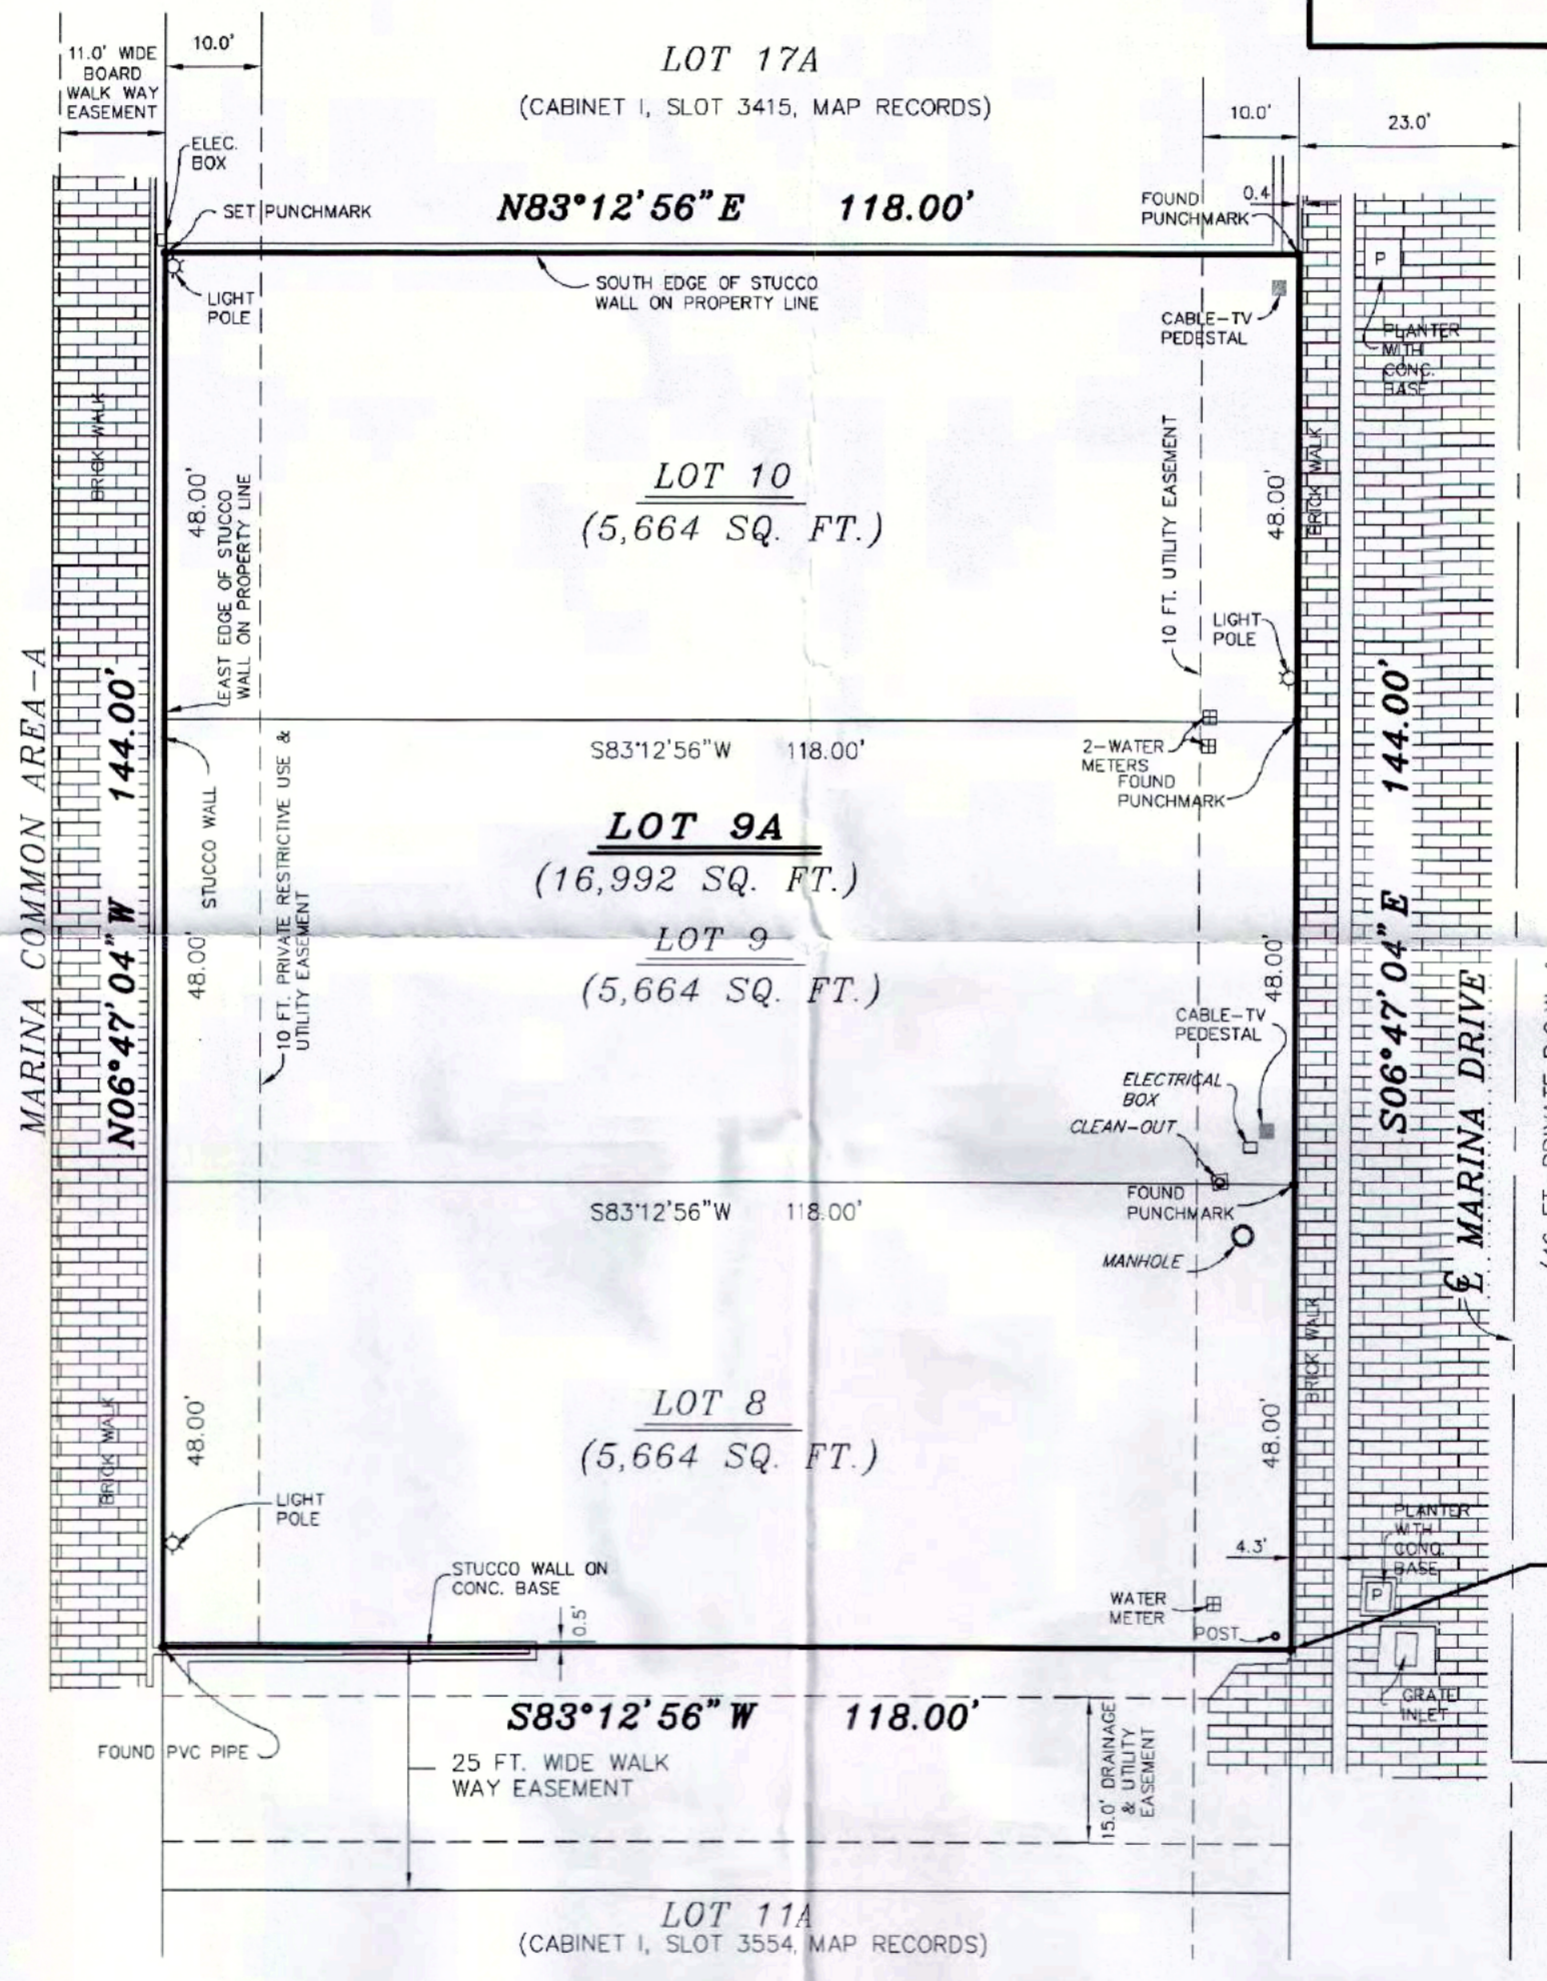 11.0' WIDE
BOARD
WALK WAY
EASEMENT
10.0'
LOT 17A
(CABINET I, SLOT 3415, MAP RECORDS)
10.0'
23.0'
ELEC.
BOX
SET PUNCHMARK
N83°12'56"E 118.00'
FOUND
PUNCHMARK
0.4
LIGHT
POLE
SOUTH EDGE OF STUCCO
WALL ON PROPERTY LINE
CABLE-TV
PEDESTAL
P
PLANTER
WITH
CONC.
BASE
BRICK WALK
48.00'
EAST EDGE OF STUCCO
WALL ON PROPERTY LINE
LOT 10
(5,664 SQ. FT.)
10 FT. UTILITY EASEMENT
48.00'
BRICK WALK
LIGHT
POLE
S83°12'56"W 118.00'
2-WATER
METERS
FOUND
PUNCHMARK
MARINA COMMON AREA-A
N06°47'04"W 144.00'
STUCCO WALL
48.00'
10 FT. PRIVATE RESTRICTIVE USE &
UTILITY EASEMENT
LOT 9A
(16,992 SQ. FT.)
LOT 9
(5,664 SQ. FT.)
48.00'
S06°47'04"E 144.00'
℄ MARINA DRIVE
CABLE-TV
PEDESTAL
ELECTRICAL
BOX
CLEAN-OUT
S83°12'56"W 118.00'
FOUND
PUNCHMARK
MANHOLE
BRICK WALK
BRICK WALK
48.00'
LOT 8
(5,664 SQ. FT.)
48.00'
LIGHT
POLE
STUCCO WALL ON
CONC. BASE
0.5'
4.3'
PLANTER
WITH
CONC.
BASE
P
WATER
METER
POST
GRATE
INLET
S83°12'56"W 118.00'
FOUND PVC PIPE
25 FT. WIDE WALK
WAY EASEMENT
15.0' DRAINAGE
& UTILITY
EASEMENT
LOT 11A
(CABINET I, SLOT 3554, MAP RECORDS)